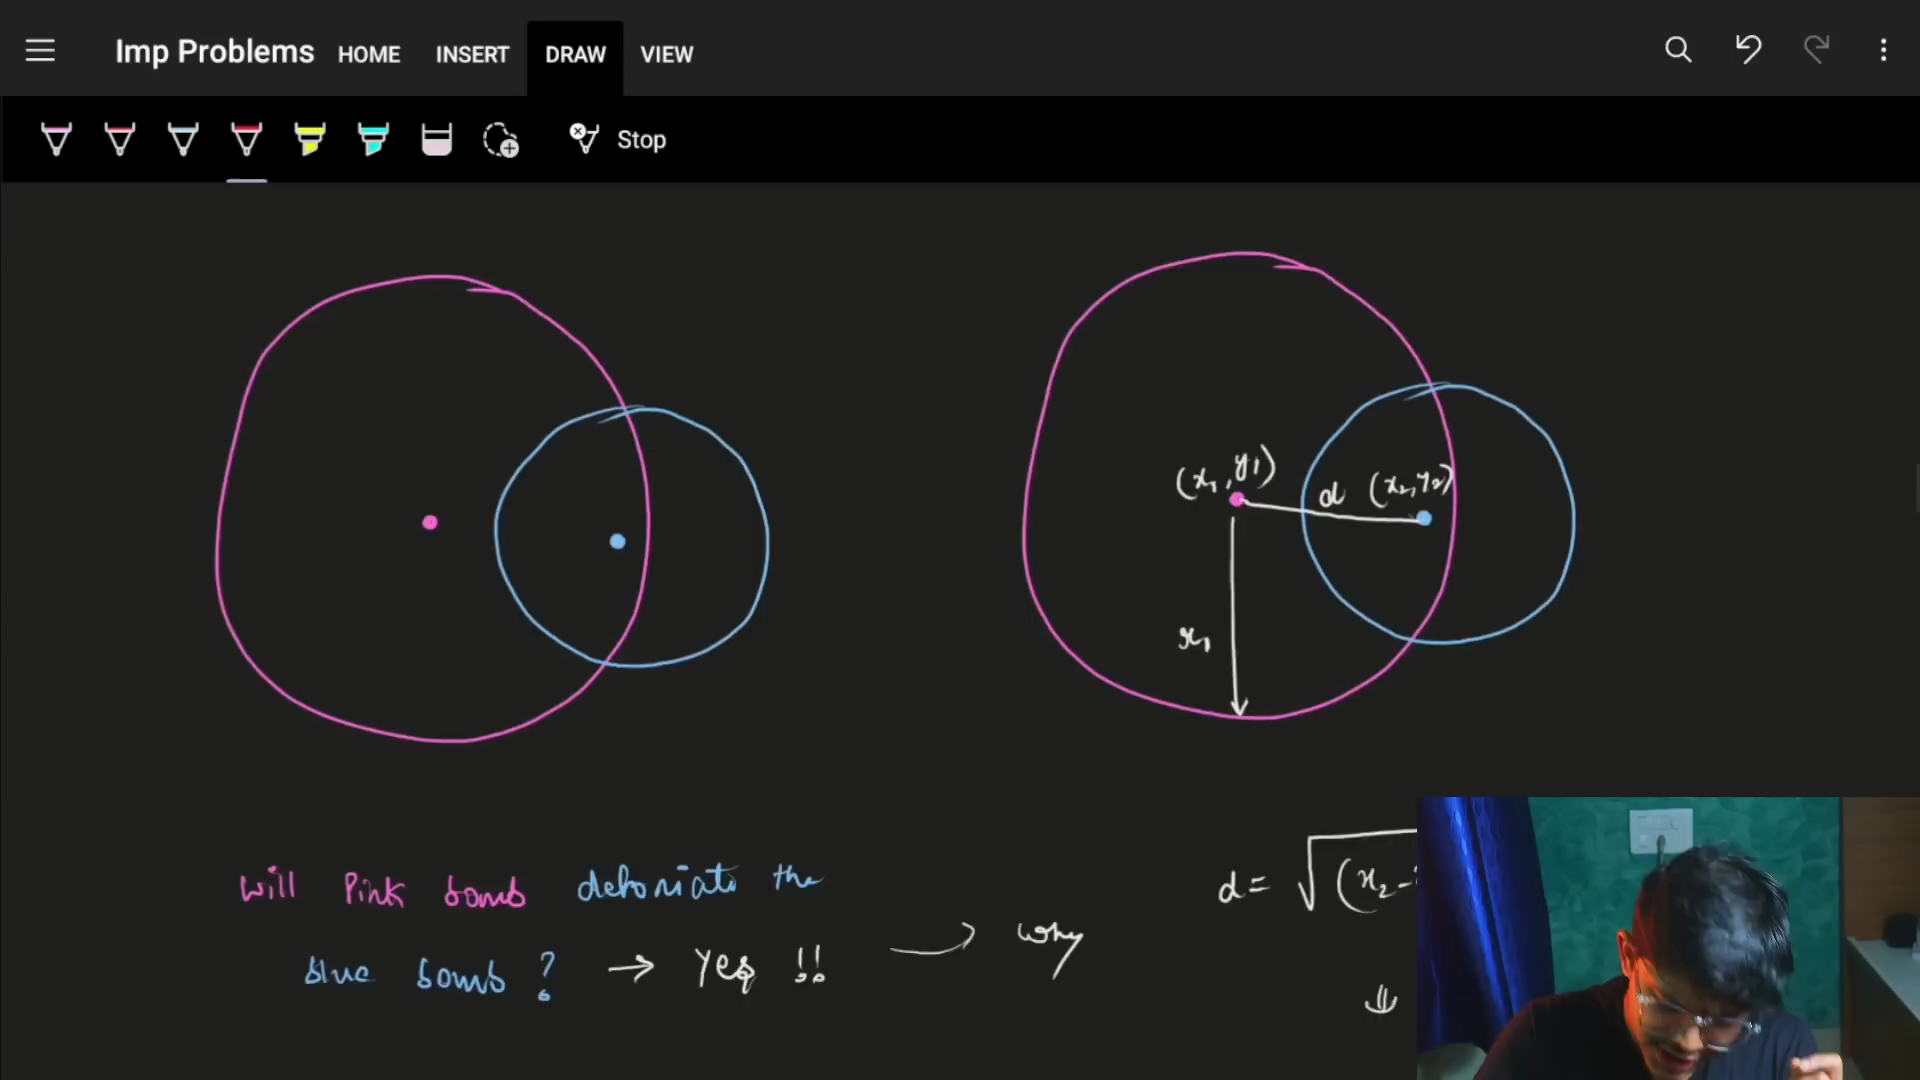 Imp Problems HOME INSERT DRAW VIEW
Stop
(x₁, y₁)
d (x₂, y₂)
r₁
will Pink bomb detoniate the
blue bomb ? → Yes !!
why
d = √(x₂ -
⇓